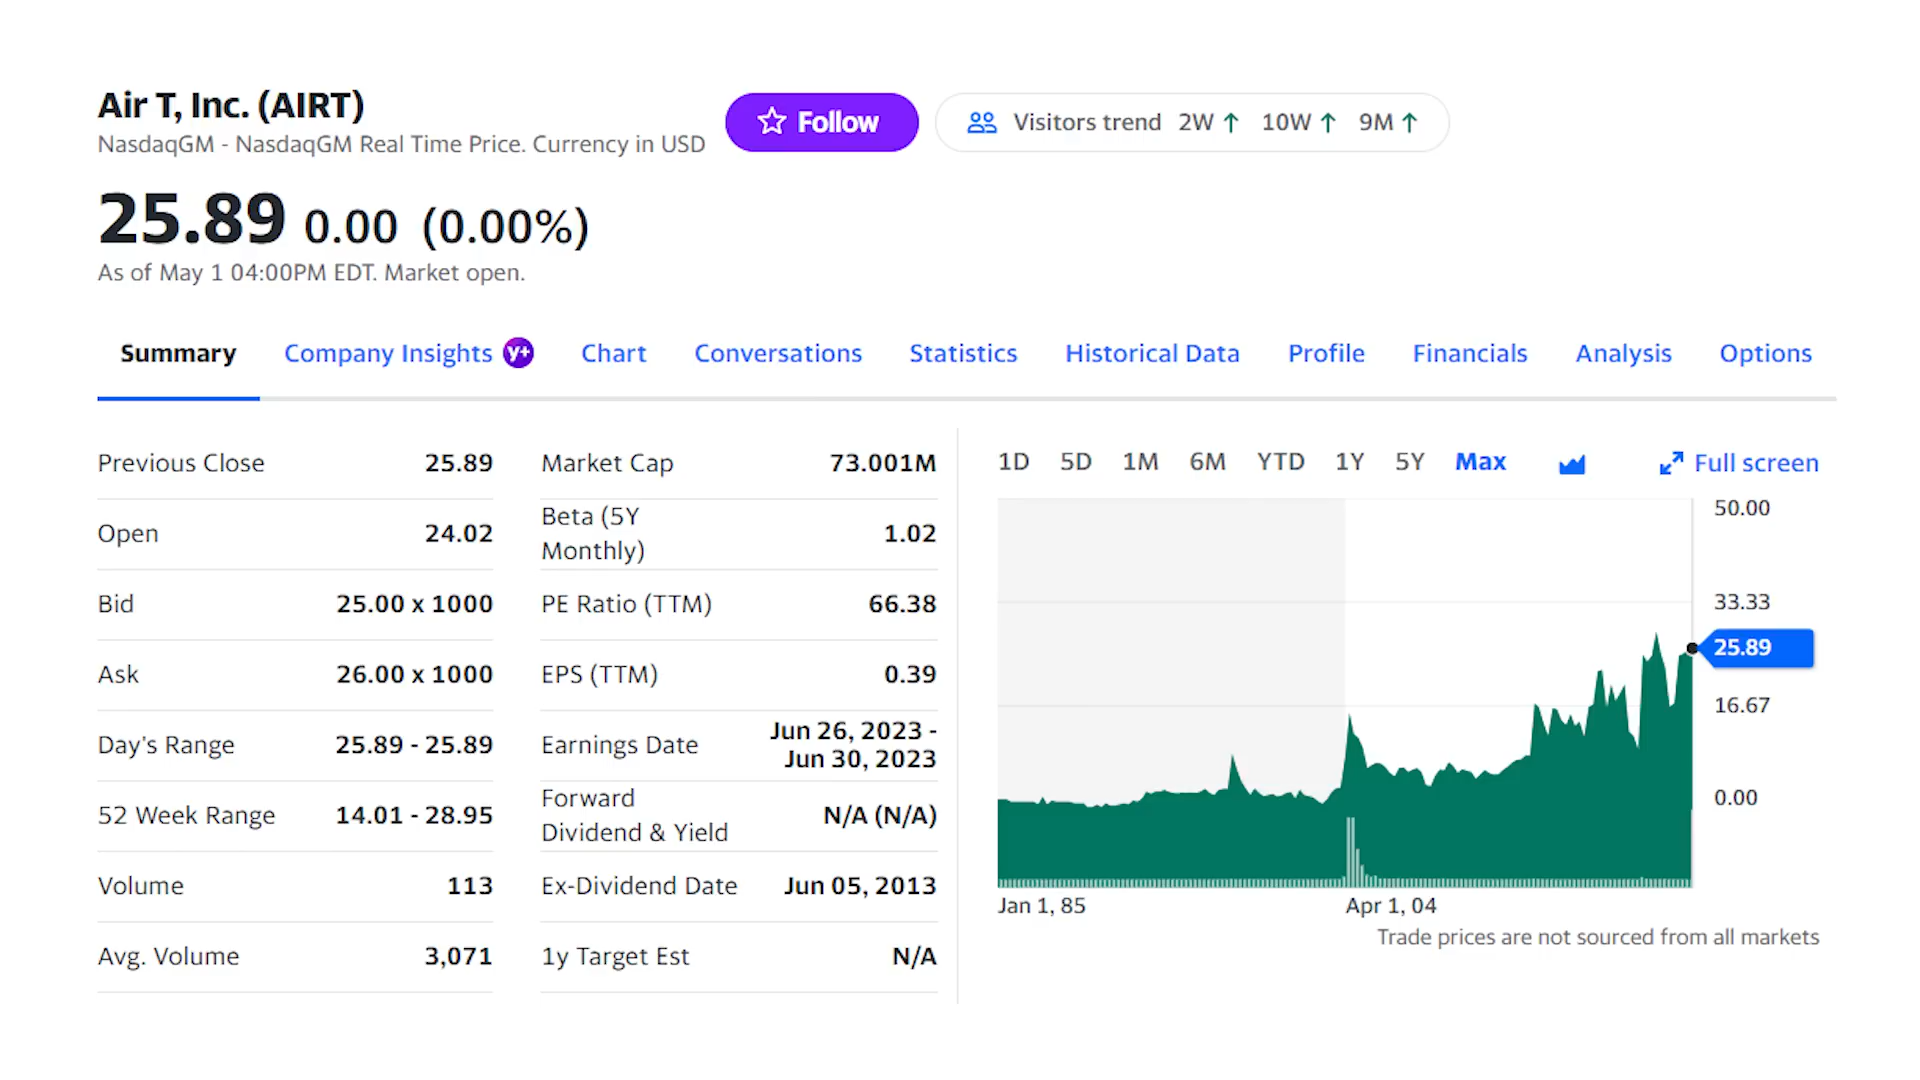 Air T, Inc. (AIRT)
NasdaqGM - NasdaqGM Real Time Price. Currency in USD
Follow
Visitors trend 2W 10W 9M
25.89 0.00 (0.00%)
As of May 1 04:00PM EDT. Market open.
Summary Company Insights y+ Chart Conversations Statistics Historical Data Profile Financials Analysis Options
Previous Close 25.89
Open 24.02
Bid 25.00 x 1000
Ask 26.00 x 1000
Day's Range 25.89 - 25.89
52 Week Range 14.01 - 28.95
Volume 113
Avg. Volume 3,071
Market Cap 73.001M
Beta (5Y
Monthly) 1.02
PE Ratio (TTM) 66.38
EPS (TTM) 0.39
Earnings Date Jun 26, 2023 -
Jun 30, 2023
Forward
Dividend & Yield N/A (N/A)
Ex-Dividend Date Jun 05, 2013
1y Target Est N/A
1D 5D 1M 6M YTD 1Y 5Y Max Full screen
50.00
33.33
25.89
16.67
0.00
Jan 1, 85 Apr 1, 04
Trade prices are not sourced from all markets